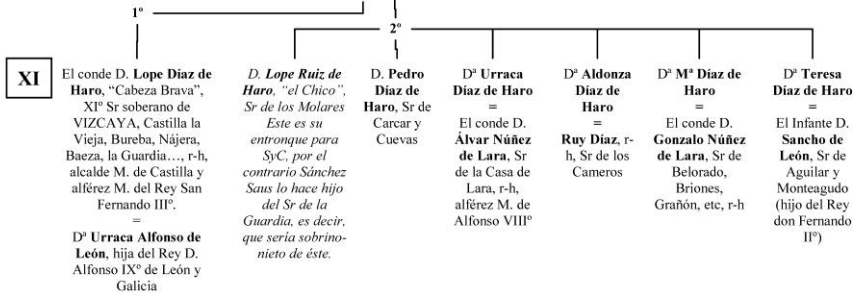 1º
2º
XI
El conde D. Lope Díaz de
Haro, “Cabeza Brava”,
XIº Sr soberano de
VIZCAYA, Castilla la
Vieja, Bureba, Nájera,
Baeza, la Guardia…, r-h,
alcalde M. de Castilla y
alférez M. del Rey San
Fernando IIIº.
=
Dª Urraca Alfonso de
León, hija del Rey D.
Alfonso IXº de León y
Galicia
D. Lope Ruiz de
Haro, “el Chico”,
Sr de los Molares
Este es su
entronque para
SyC, por el
contrario Sánchez
Saus lo hace hijo
del Sr de la
Guardia, es decir,
que sería sobrino-
nieto de éste.
D. Pedro
Díaz de
Haro, Sr de
Carcar y
Cuevas
Dª Urraca
Díaz de Haro
=
El conde D.
Álvar Núñez
de Lara, Sr
de la Casa de
Lara, r-h,
alférez M. de
Alfonso VIIIº
Dª Aldonza
Díaz de
Haro
=
Ruy Díaz, r-
h, Sr de los
Cameros
Dª Mª Díaz de
Haro
=
El conde D.
Gonzalo Núñez
de Lara, Sr de
Belorado,
Briones,
Grañón, etc, r-h
Dª Teresa
Díaz de Haro
=
El Infante D.
Sancho de
León, Sr de
Aguilar y
Monteagudo
(hijo del Rey
don Fernando
IIº)